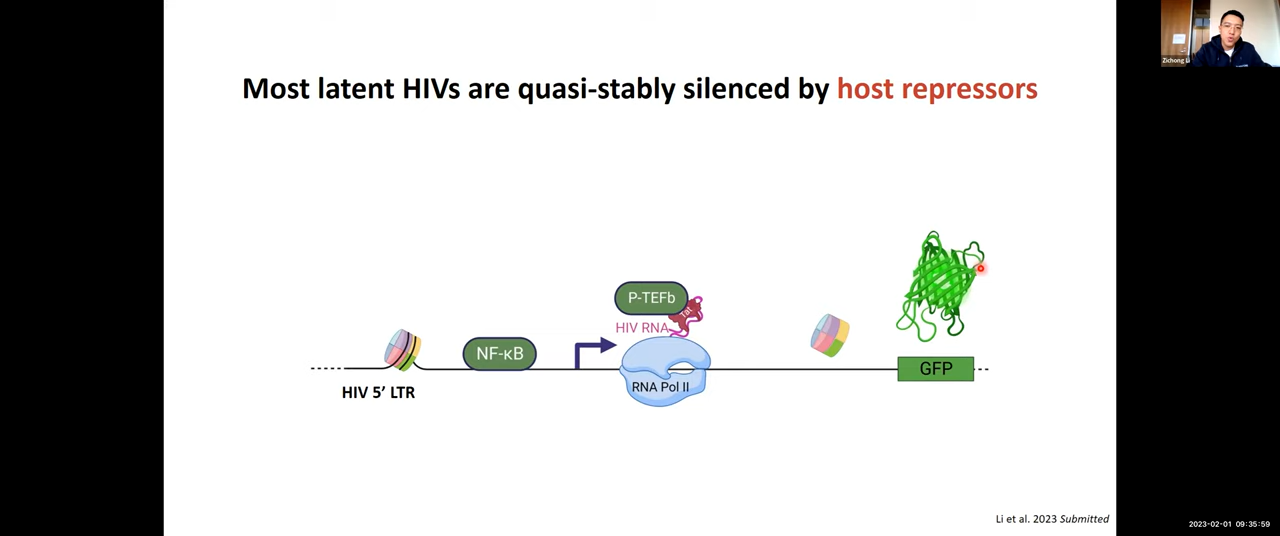 Most latent HIVs are quasi-stably silenced by host repressors
P-TEFb
Tat
HIV RNA
NF-κB
RNA Pol II
GFP
HIV 5’ LTR
Li et al. 2023 Submitted
Zichong Li
2023-02-01 09:35:59